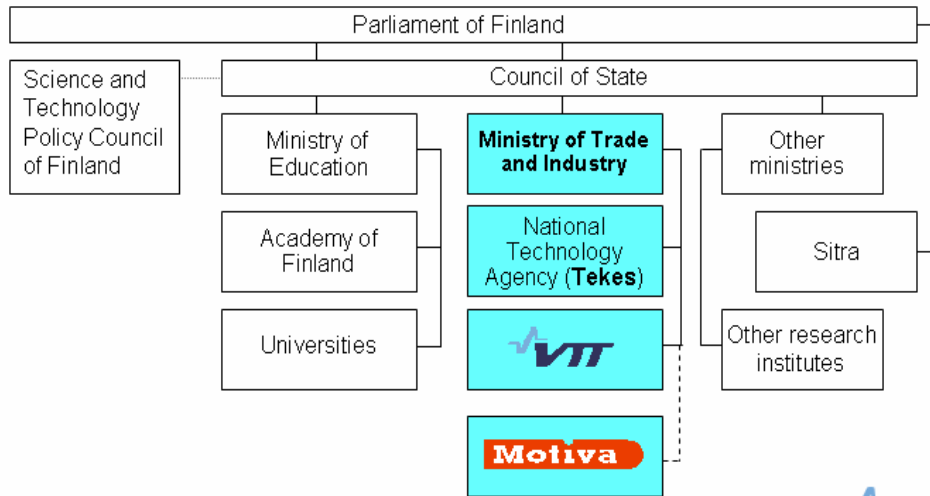 Parliament of Finland
Science and
Technology
Policy Council
of Finland
Council of State
Ministry of
Education
Ministry of Trade
and Industry
Other
ministries
Academy of
Finland
National
Technology
Agency (Tekes)
Sitra
Universities
VTT
Other research
institutes
Motiva